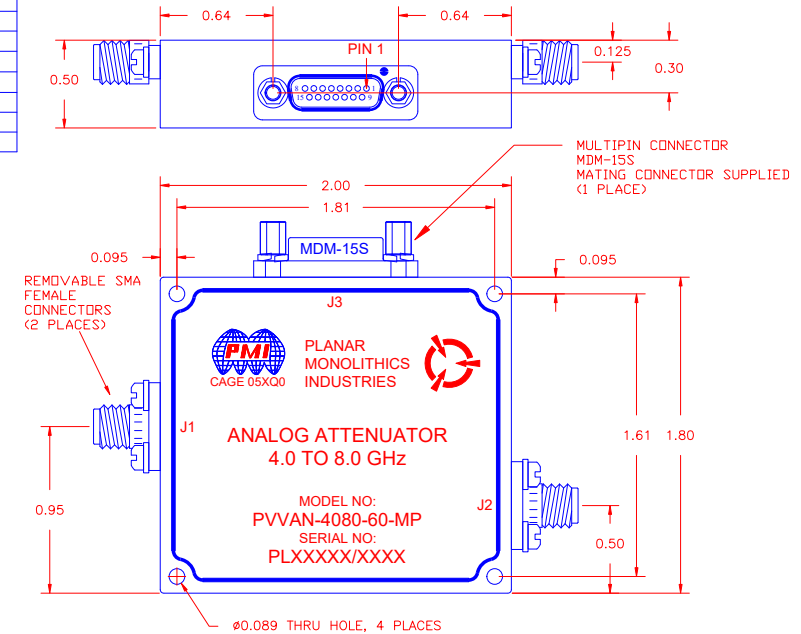 0.64
0.64
PIN 1
0.125
0.50
0.30
8 1
15 9
MULTIPIN CONNECTOR
MDM-15S
MATING CONNECTOR SUPPLIED
(1 PLACE)
2.00
1.81
MDM-15S
0.095
0.095
REMOVABLE SMA
FEMALE
CONNECTORS
(2 PLACES)
J3
PMI
CAGE 05XQ0
PLANAR
MONOLITHICS
INDUSTRIES
J1
ANALOG ATTENUATOR
4.0 TO 8.0 GHz
1.61
1.80
MODEL NO:
PVVAN-4080-60-MP
SERIAL NO:
PLXXXXX/XXXX
J2
0.95
0.50
Ø0.089 THRU HOLE, 4 PLACES